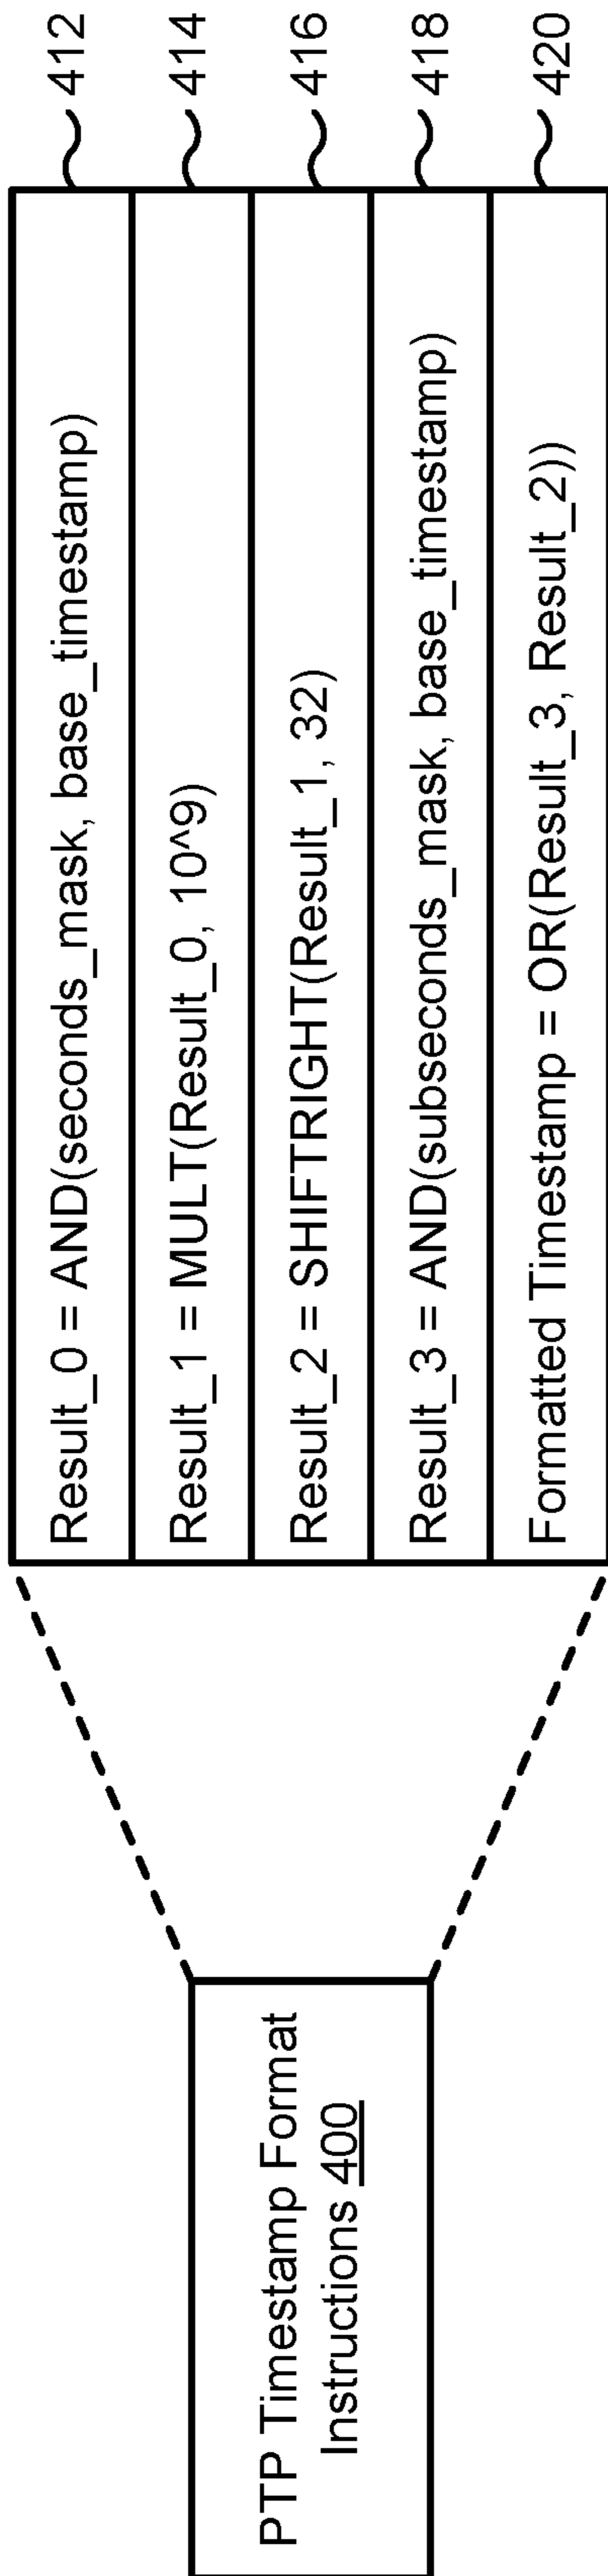 PTP Timestamp Format
Instructions 400
Result_0 = AND(seconds_mask, base_timestamp)
412
Result_1 = MULT(Result_0, 10^9)
414
Result_2 = SHIFTRIGHT(Result_1, 32)
416
Result_3 = AND(subseconds_mask, base_timestamp)
418
Formatted Timestamp = OR(Result_3, Result_2))
420